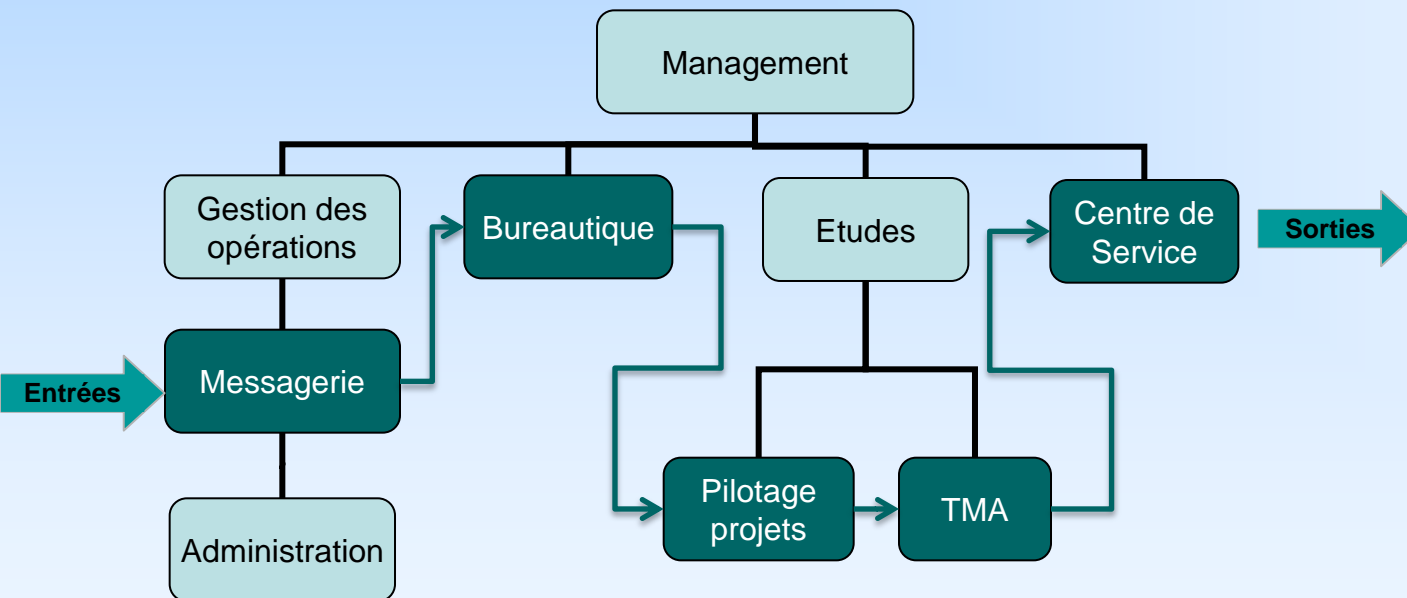 Management
Gestion des
opérations
Bureautique
Etudes
Centre de
Service
Sorties
Entrées
Messagerie
Pilotage
projets
TMA
Administration